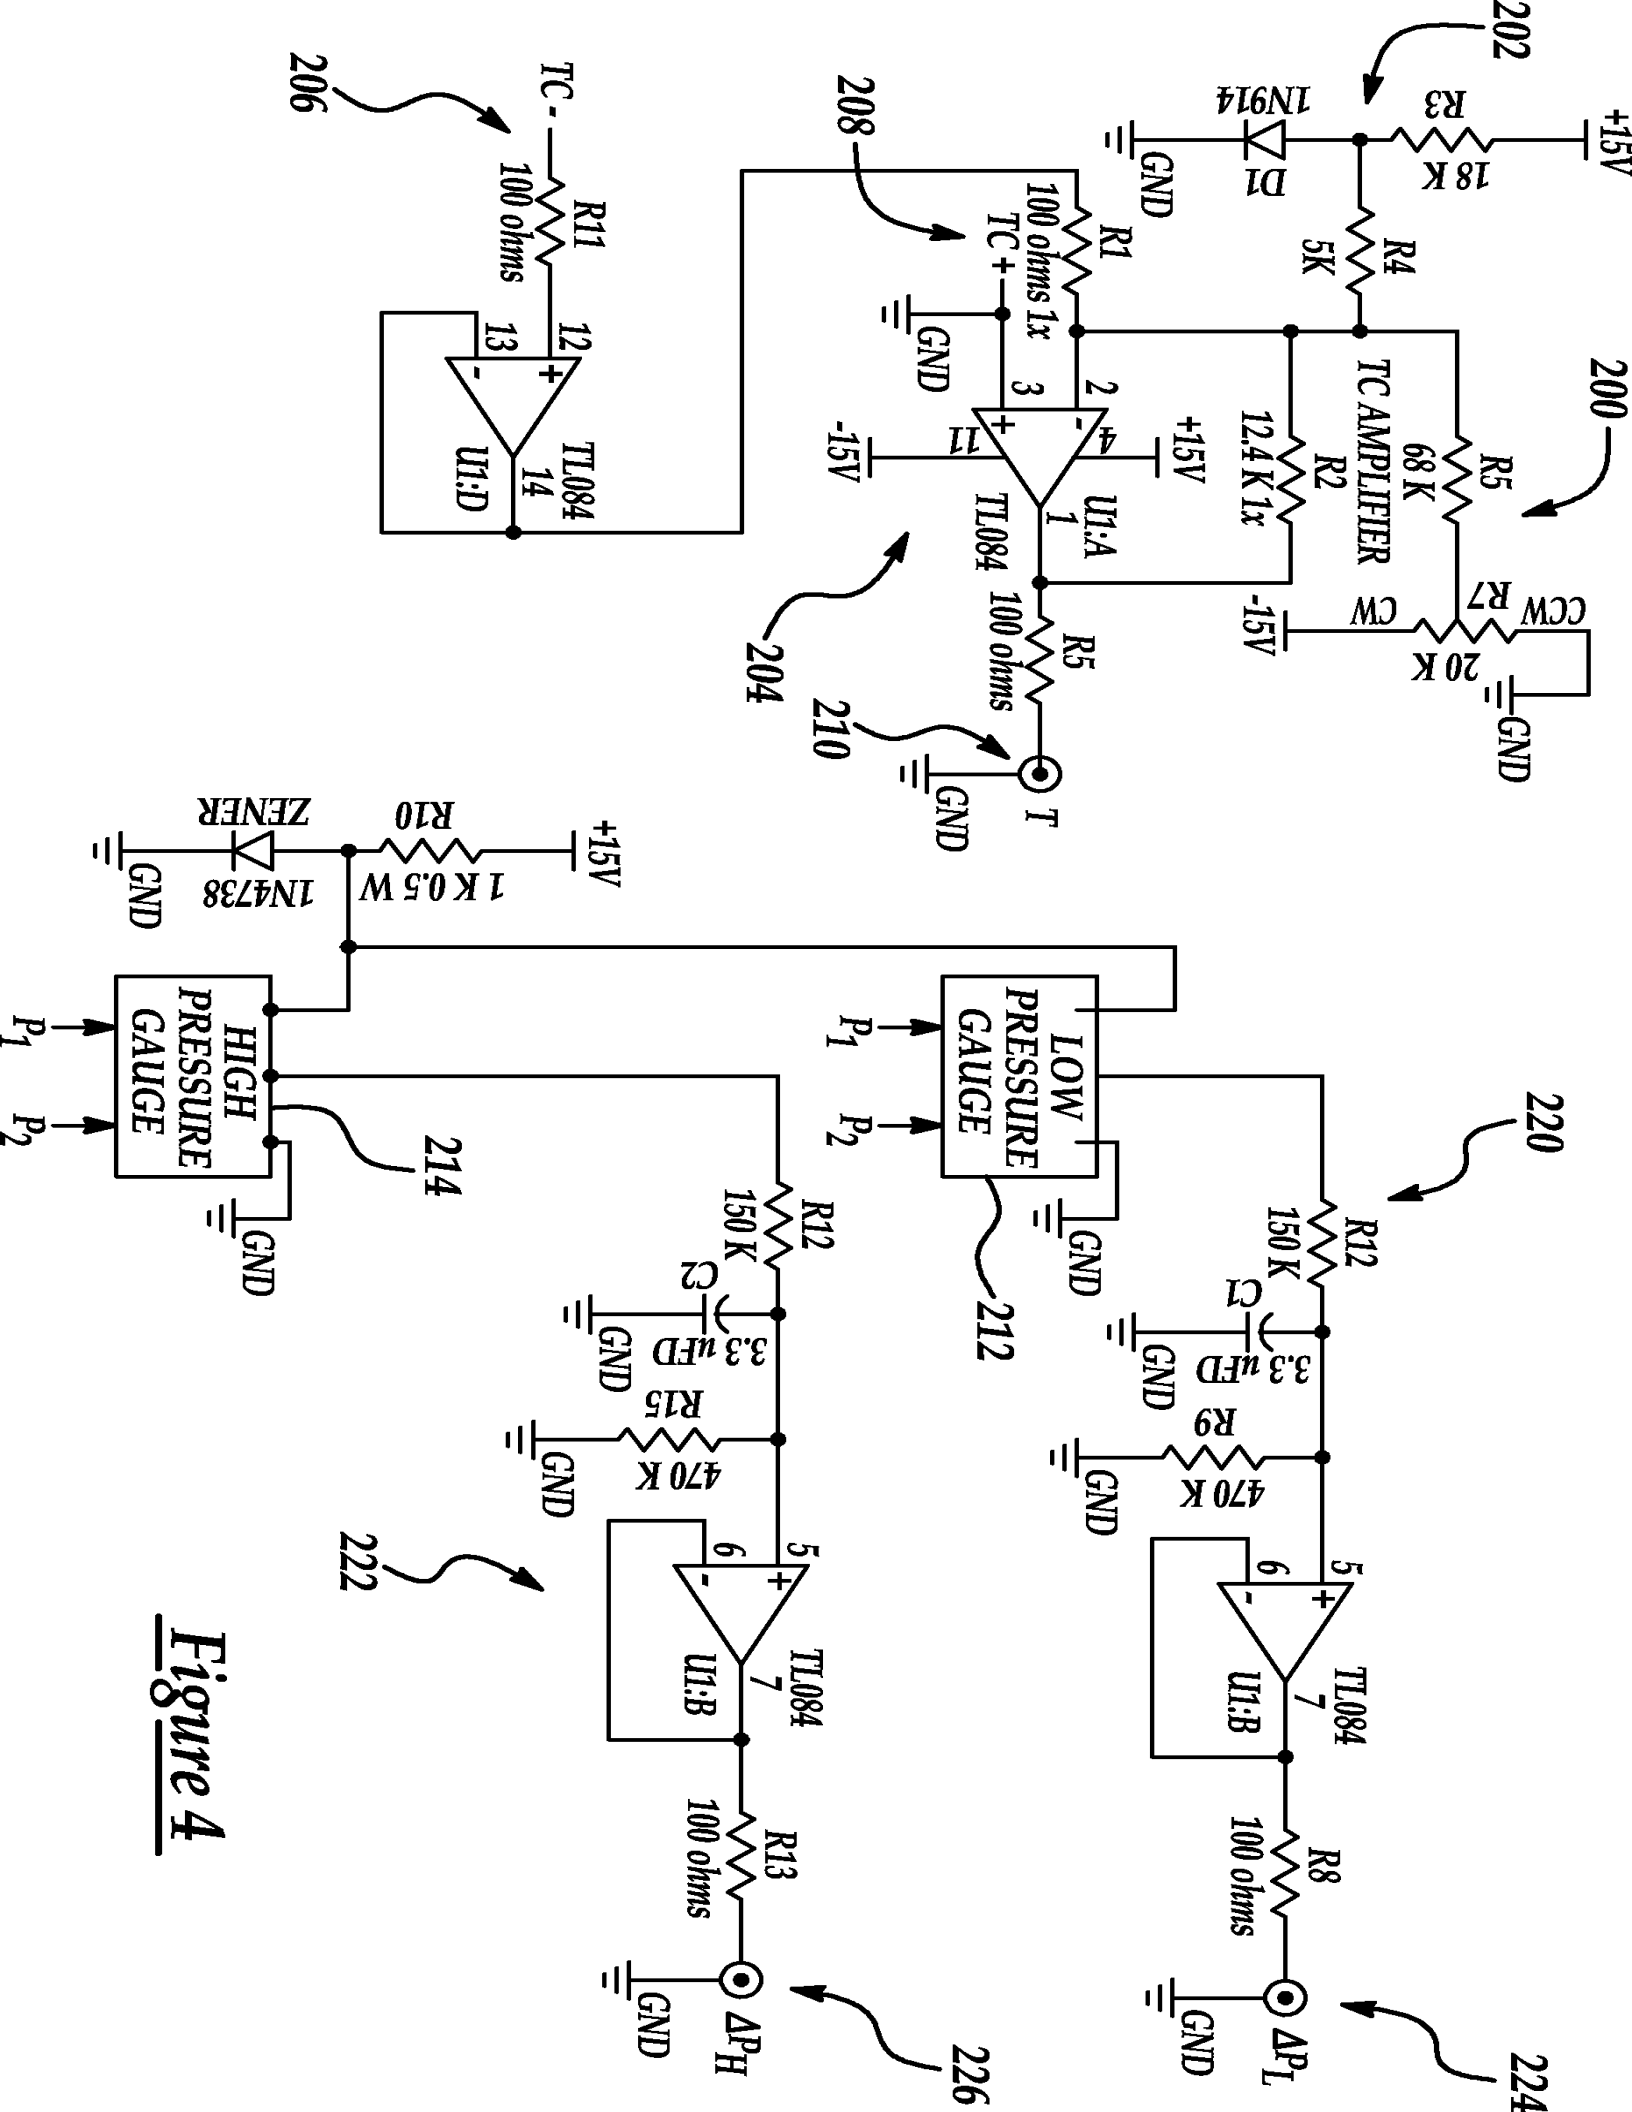 200
202
+15V
R3
18 K
1N914
D1
GND
R4
5K
R5
68 K
TC AMPLIFIER
R2
12.4 K 1x
R7
CCW
CW
20 K
-15V
GND
208
R1
100 ohms 1x
TC +
GND
2
3
-
+
4
11
+15V
-15V
U1:A
1
TL084
204
R5
100 ohms
210
T
GND
206
TC -
R11
100 ohms
12
13
+
-
TL084
14
U1:D
220
LOW
PRESSURE
GAUGE
P1
P2
GND
212
R12
150 K
C1
3.3 uFD
GND
R9
470 K
GND
5
6
+
-
TL084
7
U1:B
R8
100 ohms
ΔPL
GND
224
+15V
R10
1 K 0.5 W
ZENER
1N4738
GND
HIGH
PRESSURE
GAUGE
P1
P2
GND
214
R12
150 K
C2
3.3 uFD
GND
R15
470 K
GND
5
6
+
-
TL084
7
U1:B
222
R13
100 ohms
ΔPH
GND
226
Figure 4